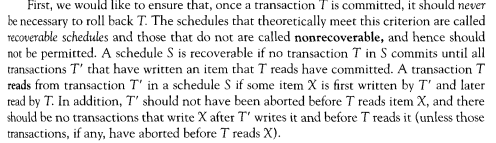 First, we would like to ensure that, once a transaction T is committed, it should never
be necessary to roll back T. The schedules that theoretically meet this criterion are called
recoverable schedules and those that do not are called nonrecoverable, and hence should
not be permitted. A schedule S is recoverable if no transaction T in S commits until all
transactions T′ that have written an item that T reads have committed. A transaction T
reads from transaction T′ in a schedule S if some item X is first written by T′ and later
read by T. In addition, T′ should not have been aborted before T reads item X, and there
should be no transactions that write X after T′ writes it and before T reads it (unless those
transactions, if any, have aborted before T reads X).